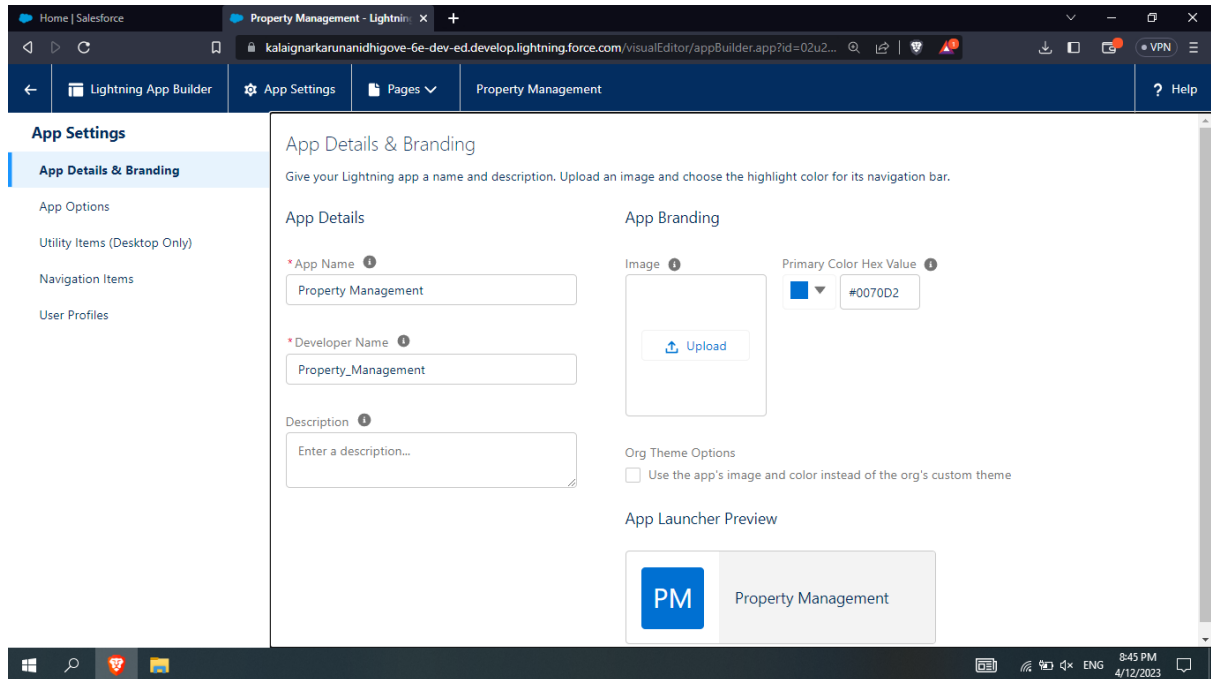 Home | Salesforce
Property Management - Lightning
kalaignarkarunanidhigove-6e-dev-ed.develop.lightning.force.com/visualEditor/appBuilder.app?id=02u2...
VPN
Lightning App Builder
App Settings
Pages
Property Management
? Help
App Settings
App Details & Branding
App Options
Utility Items (Desktop Only)
Navigation Items
User Profiles
App Details & Branding
Give your Lightning app a name and description. Upload an image and choose the highlight color for its navigation bar.
App Details
*App Name
Property Management
*Developer Name
Property_Management
Description
Enter a description...
App Branding
Image
Upload
Primary Color Hex Value
#0070D2
Org Theme Options
Use the app's image and color instead of the org's custom theme
App Launcher Preview
PM
Property Management
ENG
8:45 PM
4/12/2023